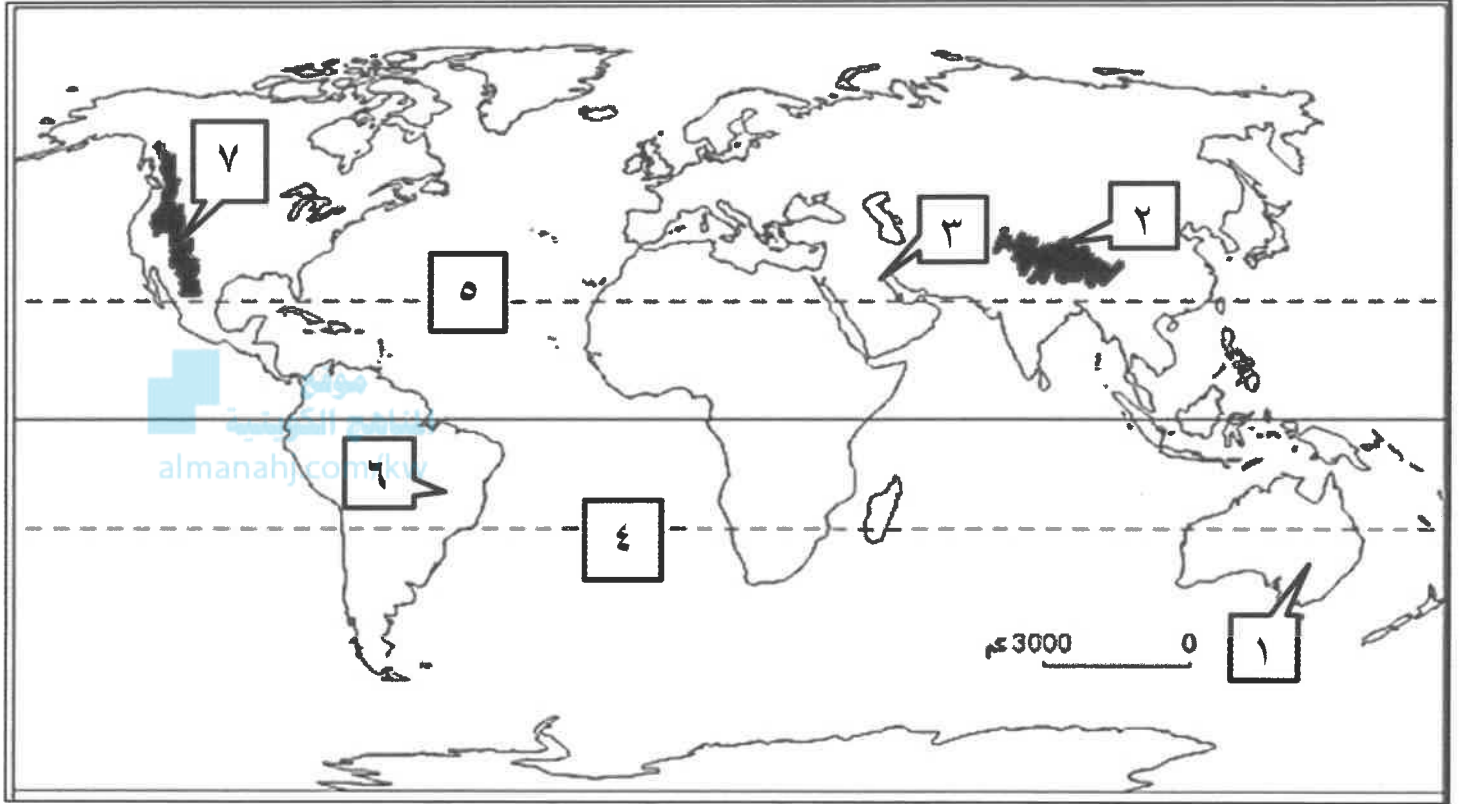 ٧
٣
٢
٥
موقع
المناهج الكويتية
almanahj.com/kw
٦
٤
3000 كم 0
١